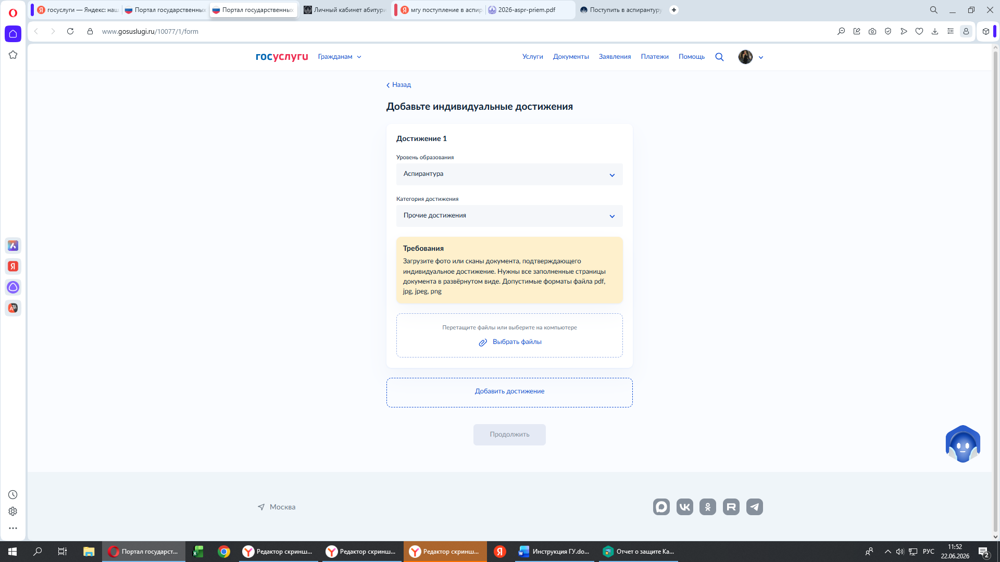 госуслуги — Яндекс: наш
Портал государственных
Портал государственных
Личный кабинет абитури
мгу поступление в аспир
2026-aspr-priem.pdf
Поступить в аспирантуру
www.gosuslugi.ru/10077/1/form
госуслуги
Гражданам
Услуги
Документы
Заявления
Платежи
Помощь
Назад
Добавьте индивидуальные достижения
Достижение 1
Уровень образования
Аспирантура
Категория достижения
Прочие достижения
Требования
Загрузите фото или сканы документа, подтверждающего
индивидуальное достижение. Нужны все заполненные страницы
документа в развёрнутом виде. Допустимые форматы файла pdf,
jpg, jpeg, png
Перетащите файлы или выберите на компьютере
Выбрать файлы
Добавить достижение
Продолжить
Москва
Портал государст...
Редактор скринш...
Редактор скринш...
Редактор скринш...
Инструкция ГУ.do...
Отчет о защите Ка...
РУС
11:52
22.06.2026
2